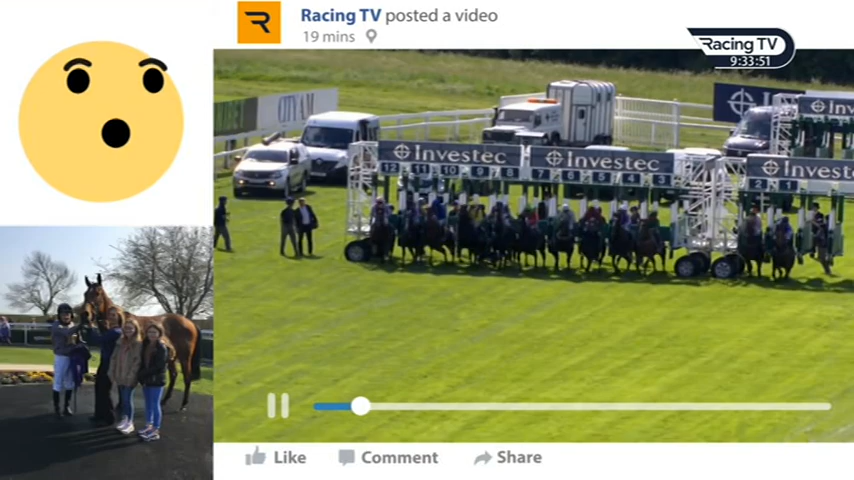 Racing TV posted a video
19 mins
Racing TV
9:33:51
CITY A.M.
Investec
Investec
Investec
12 11 10 9 8 7 6 5 4 3 2 1
Like
Comment
Share